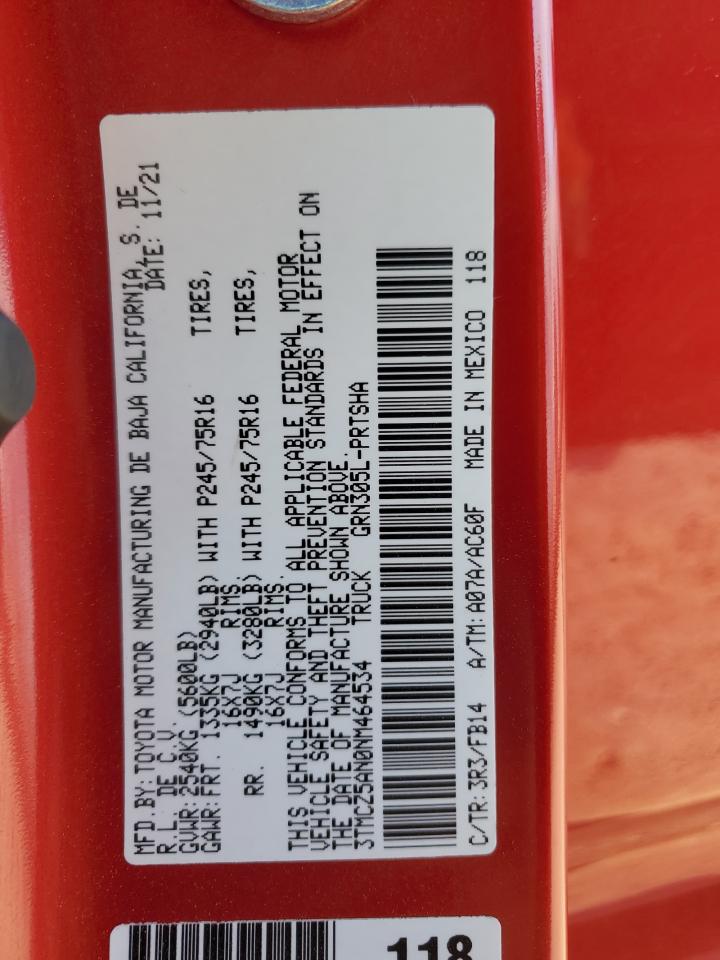 MFD BY: TOYOTA MOTOR MANUFACTURING DE BAJA CALIFORNIA, S. DE
R.L. DE C.V. DATE: 11/21
GVWR: 2540KG (5600LB)
GAWR: FRT. 1335KG (2940LB) WITH P245/75R16 TIRES,
16X7J RIMS
RR. 1490KG (3280LB) WITH P245/75R16 TIRES,
16X7J RIMS.
THIS VEHICLE CONFORMS TO ALL APPLICABLE FEDERAL MOTOR
VEHICLE SAFETY AND THEFT PREVENTION STANDARDS IN EFFECT ON
THE DATE OF MANUFACTURE SHOWN ABOVE.
3TMCZ5AN0NM464534 TRUCK GRN305L-PRTSHA
C/TR: 3R3/FB14 A/TM: A07A/AC60F MADE IN MEXICO 118
118